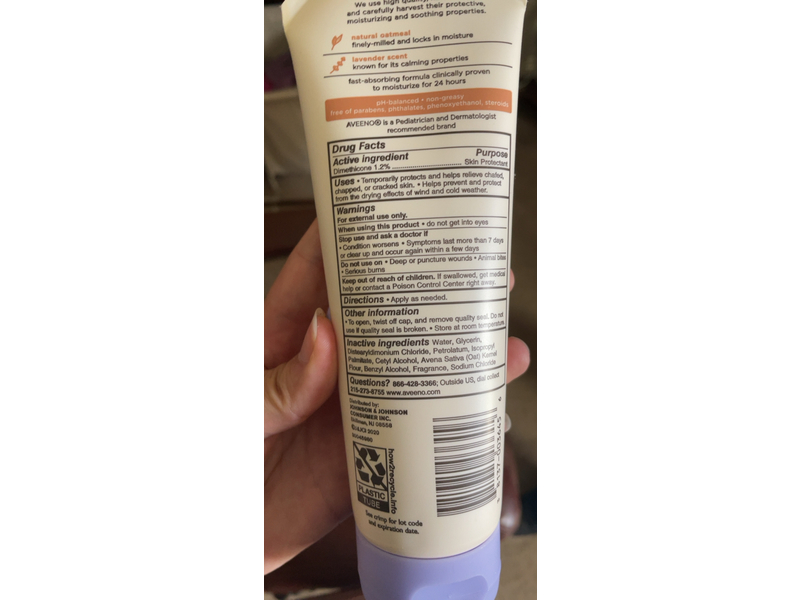 We use high quality,
and carefully harvest their protective,
moisturizing and soothing properties.
natural oatmeal
finely-milled and locks in moisture
lavender scent
known for its calming properties
fast-absorbing formula clinically proven
to moisturize for 24 hours
pH-balanced • non-greasy
free of parabens, phthalates, phenoxyethanol, steroids
AVEENO® is a Pediatrician and Dermatologist
recommended brand
Drug Facts
Active ingredient Purpose
Dimethicone 1.2% ........................ Skin Protectant
Uses • Temporarily protects and helps relieve chafed,
chapped, or cracked skin. • Helps prevent and protect
from the drying effects of wind and cold weather.
Warnings
For external use only.
When using this product • do not get into eyes
Stop use and ask a doctor if
• Condition worsens • Symptoms last more than 7 days
or clear up and occur again within a few days
Do not use on • Deep or puncture wounds • Animal bites
• Serious burns
Keep out of reach of children. If swallowed, got medical
help or contact a Poison Control Center right away.
Directions • Apply as needed.
Other information
• To open, twist off cap, and remove quality seal. Do not
use if quality seal is broken. • Store at room temperature.
Inactive ingredients Water, Glycerin,
Distearyldimonium Chloride, Petrolatum, Isopropyl
Palmitate, Cetyl Alcohol, Avena Sativa (Oat) Kernel
Flour, Benzyl Alcohol, Fragrance, Sodium Chloride
Questions? 866-428-3366; Outside US, dial collect
215-273-8755 www.aveeno.com
Distributed by:
JOHNSON & JOHNSON
CONSUMER INC.
Skillman, NJ 08558
©J&JCI 2020
how2recycle.info
PLASTIC
TUBE
See crimp for lot code
and expiration date.